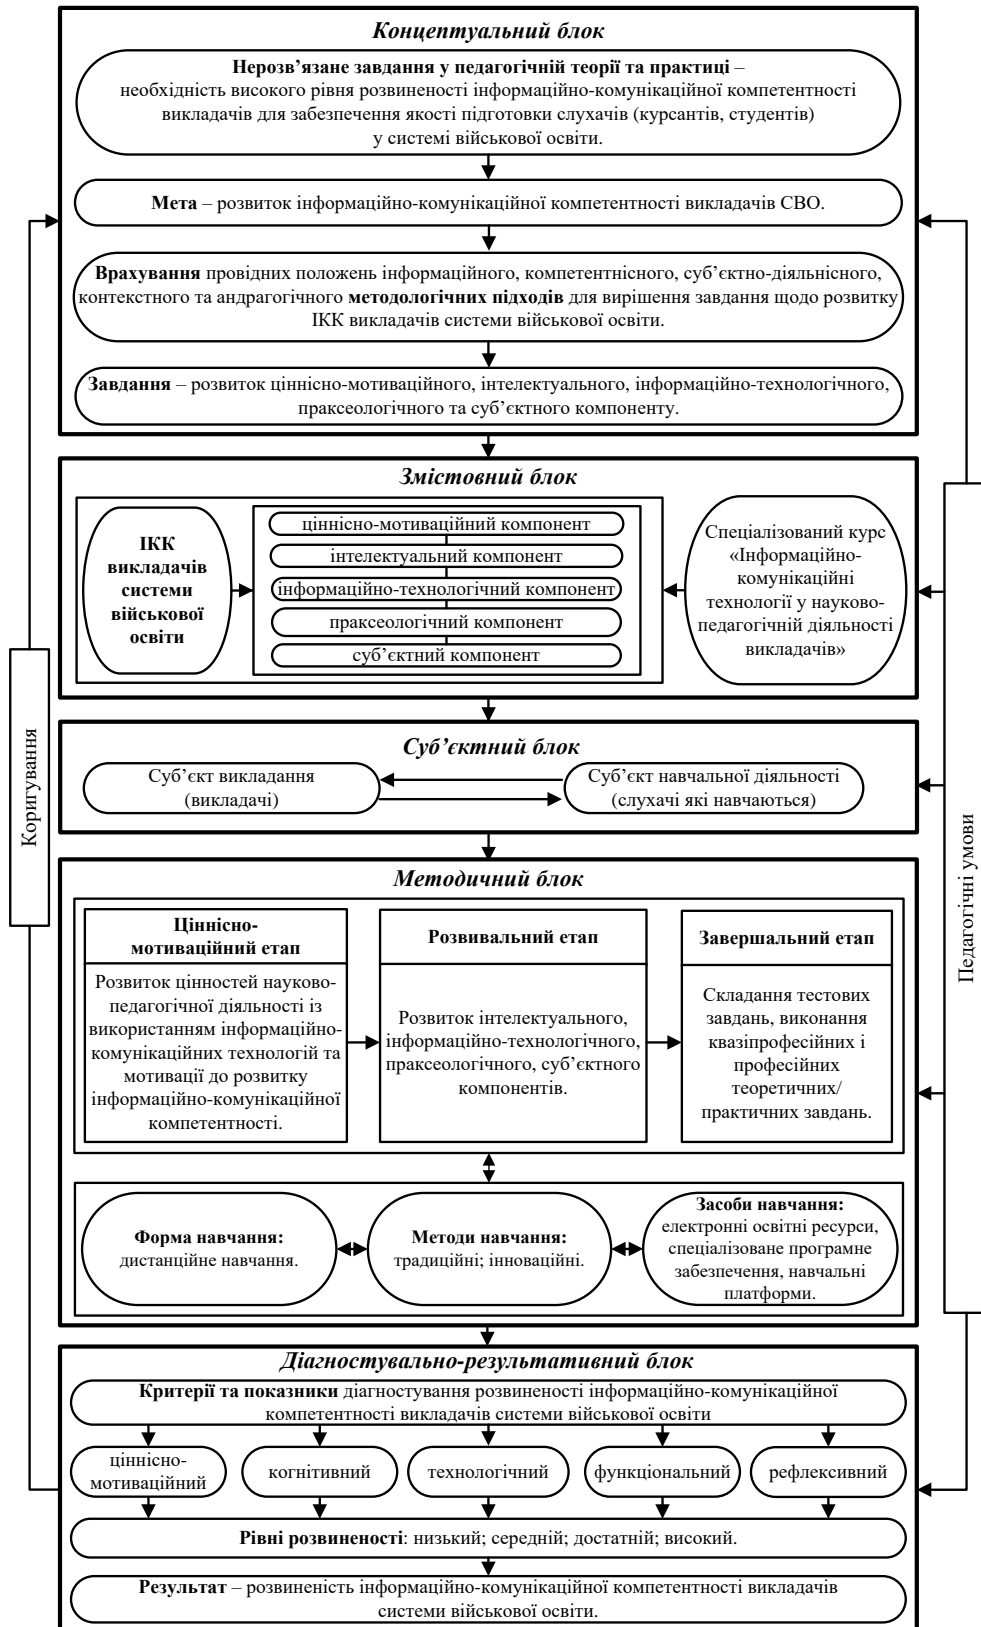 Концептуальний блок
Нерозв’язане завдання у педагогічній теорії та практиці –
необхідність високого рівня розвиненості інформаційно-комунікаційної компетентності
викладачів для забезпечення якості підготовки слухачів (курсантів, студентів)
у системі військової освіти.
Мета – розвиток інформаційно-комунікаційної компетентності викладачів СВО.
Врахування провідних положень інформаційного, компетентнісного, суб’єктно-діяльнісного,
контекстного та андрагогічного методологічних підходів для вирішення завдання щодо розвитку
ІКК викладачів системи військової освіти.
Завдання – розвиток ціннісно-мотиваційного, інтелектуального, інформаційно-технологічного,
праксеологічного та суб’єктного компоненту.
Змістовний блок
ІКК
викладачів
системи
військової
освіти
ціннісно-мотиваційний компонент
інтелектуальний компонент
інформаційно-технологічний компонент
праксеологічний компонент
суб’єктний компонент
Спеціалізований курс
«Інформаційно-
комунікаційні
технології у науково-
педагогічній діяльності
викладачів»
Суб’єктний блок
Суб’єкт викладання
(викладачі)
Суб’єкт навчальної діяльності
(слухачі які навчаються)
Коригування
Педагогічні умови
Методичний блок
Ціннісно-
мотиваційний етап
Розвиток цінностей науково-
педагогічної діяльності із
використанням інформаційно-
комунікаційних технологій та
мотивації до розвитку
інформаційно-комунікаційної
компетентності.
Розвивальний етап
Розвиток інтелектуального,
інформаційно-технологічного,
праксеологічного, суб’єктного
компонентів.
Завершальний етап
Складання тестових
завдань, виконання
квазіпрофесійних і
професійних
теоретичних/
практичних завдань.
Форма навчання:
дистанційне навчання.
Методи навчання:
традиційні; інноваційні.
Засоби навчання:
електронні освітні ресурси,
спеціалізоване програмне
забезпечення, навчальні
платформи.
Діагностувально-результативний блок
Критерії та показники діагностування розвиненості інформаційно-комунікаційної
компетентності викладачів системи військової освіти
ціннісно-
мотиваційний
когнітивний
технологічний
функціональний
рефлексивний
Рівні розвиненості: низький; середній; достатній; високий.
Результат – розвиненість інформаційно-комунікаційної компетентності викладачів
системи військової освіти.